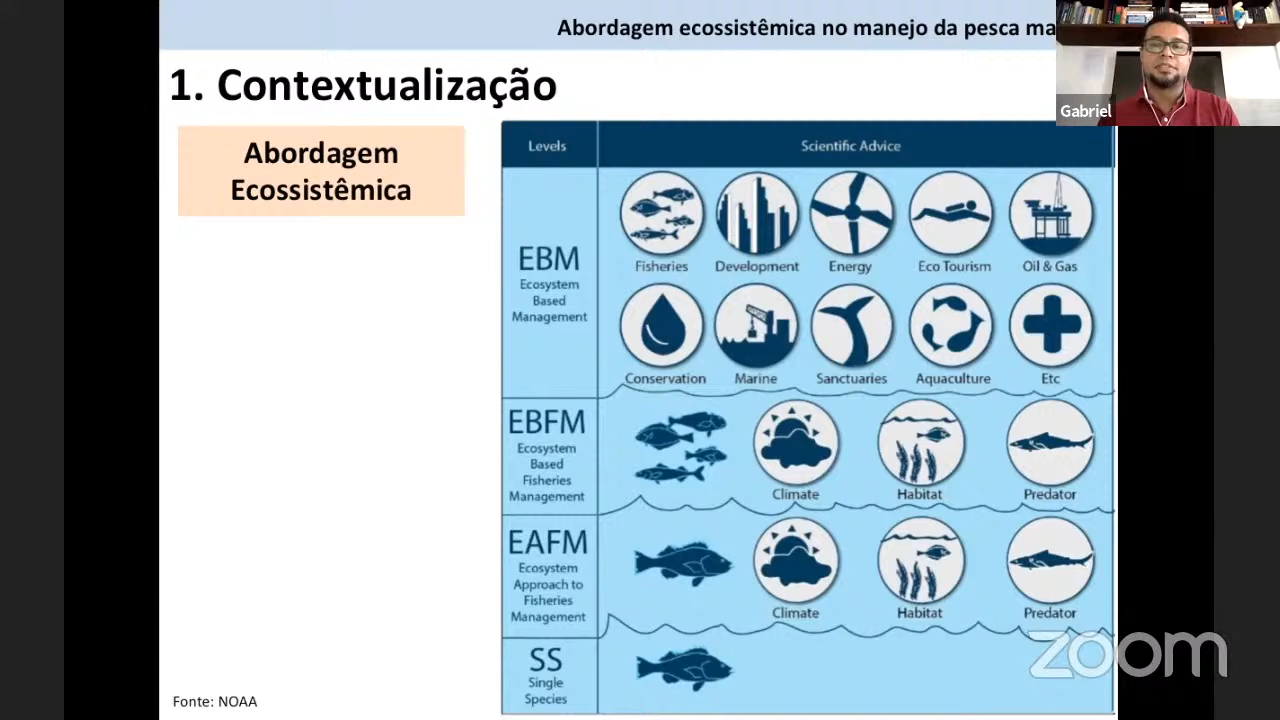 Abordagem ecossistêmica no manejo da pesca ma
Gabriel
1. Contextualização
Abordagem
Ecossistêmica
Levels
Scientific Advice
EBM
Ecosystem
Based
Management
Fisheries
Development
Energy
Eco Tourism
Oil & Gas
Conservation
Marine
Sanctuaries
Aquaculture
Etc
EBFM
Ecosystem
Based
Fisheries
Management
Climate
Habitat
Predator
EAFM
Ecosystem
Approach to
Fisheries
Management
Climate
Habitat
Predator
SS
Single
Species
Fonte: NOAA
zoom